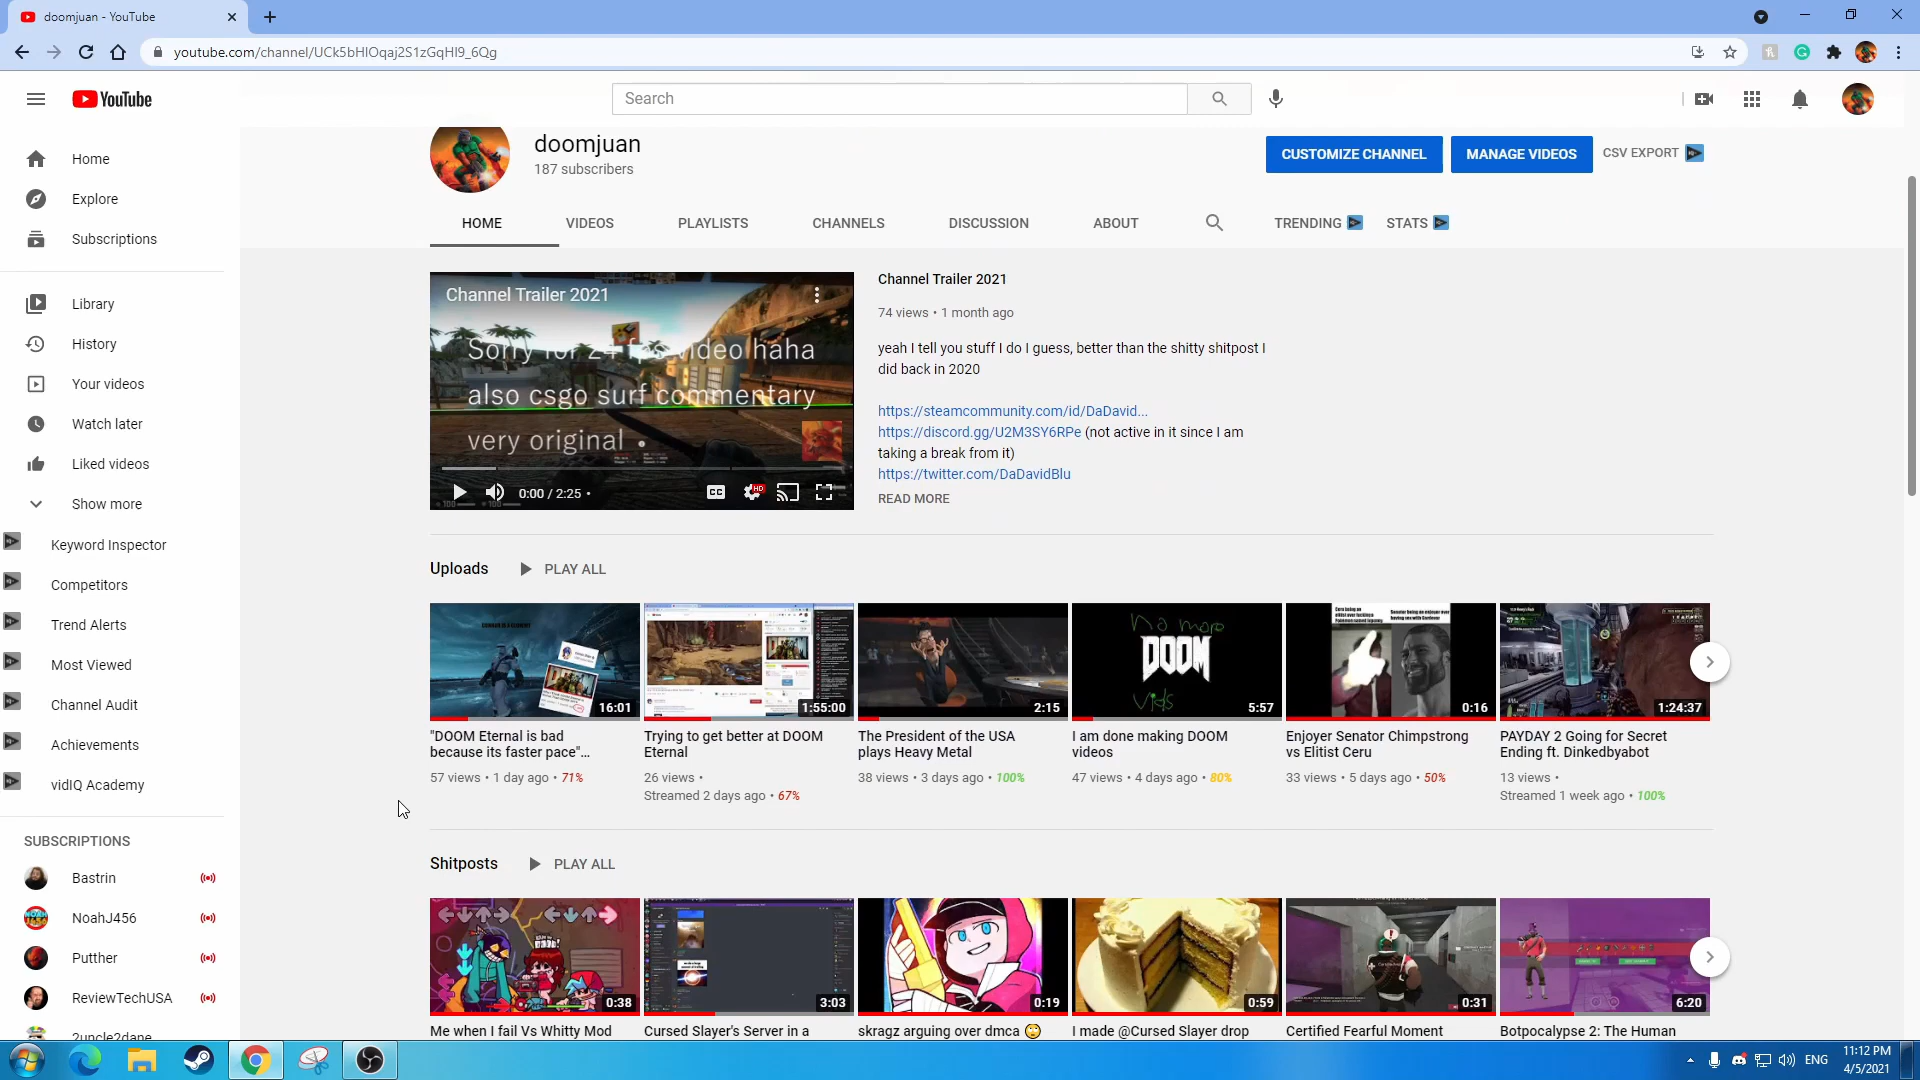 doomjuan - YouTube
youtube.com/channel/UCk5bHIOqaj2S1zGqHI9_6Qg
YouTube
Search
doomjuan
187 subscribers
CUSTOMIZE CHANNEL
MANAGE VIDEOS
CSV EXPORT
HOME VIDEOS PLAYLISTS CHANNELS DISCUSSION ABOUT TRENDING STATS
Home
Explore
Subscriptions
Library
History
Your videos
Watch later
Liked videos
Show more
Keyword Inspector
Competitors
Trend Alerts
Most Viewed
Channel Audit
Achievements
vidIQ Academy
SUBSCRIPTIONS
Bastrin
NoahJ456
Putther
ReviewTechUSA
2uncle2dane
Channel Trailer 2021
Sorry for 24 fps video haha
also csgo surf commentary
very original
0:00 / 2:25
CC
HD
Channel Trailer 2021
74 views • 1 month ago
yeah I tell you stuff I do I guess, better than the shitty shitpost I
did back in 2020
https://steamcommunity.com/id/DaDavid...
https://discord.gg/U2M3SY6RPe (not active in it since I am
taking a break from it)
https://twitter.com/DaDavidBlu
READ MORE
Uploads PLAY ALL
16:01
"DOOM Eternal is bad
because its faster pace"...
57 views • 1 day ago • 71%
1:55:00
Trying to get better at DOOM
Eternal
26 views •
Streamed 2 days ago • 67%
2:15
The President of the USA
plays Heavy Metal
38 views • 3 days ago • 100%
no more
DOOM
vids
5:57
I am done making DOOM
videos
47 views • 4 days ago • 80%
0:16
Enjoyer Senator Chimpstrong
vs Elitist Ceru
33 views • 5 days ago • 50%
1:24:37
PAYDAY 2 Going for Secret
Ending ft. Dinkedbyabot
13 views •
Streamed 1 week ago • 100%
Shitposts PLAY ALL
0:38
Me when I fail Vs Whitty Mod
3:03
Cursed Slayer's Server in a
0:19
skragz arguing over dmca
0:59
I made @Cursed Slayer drop
0:31
Certified Fearful Moment
6:20
Botpocalypse 2: The Human
ENG
11:12 PM
4/5/2021